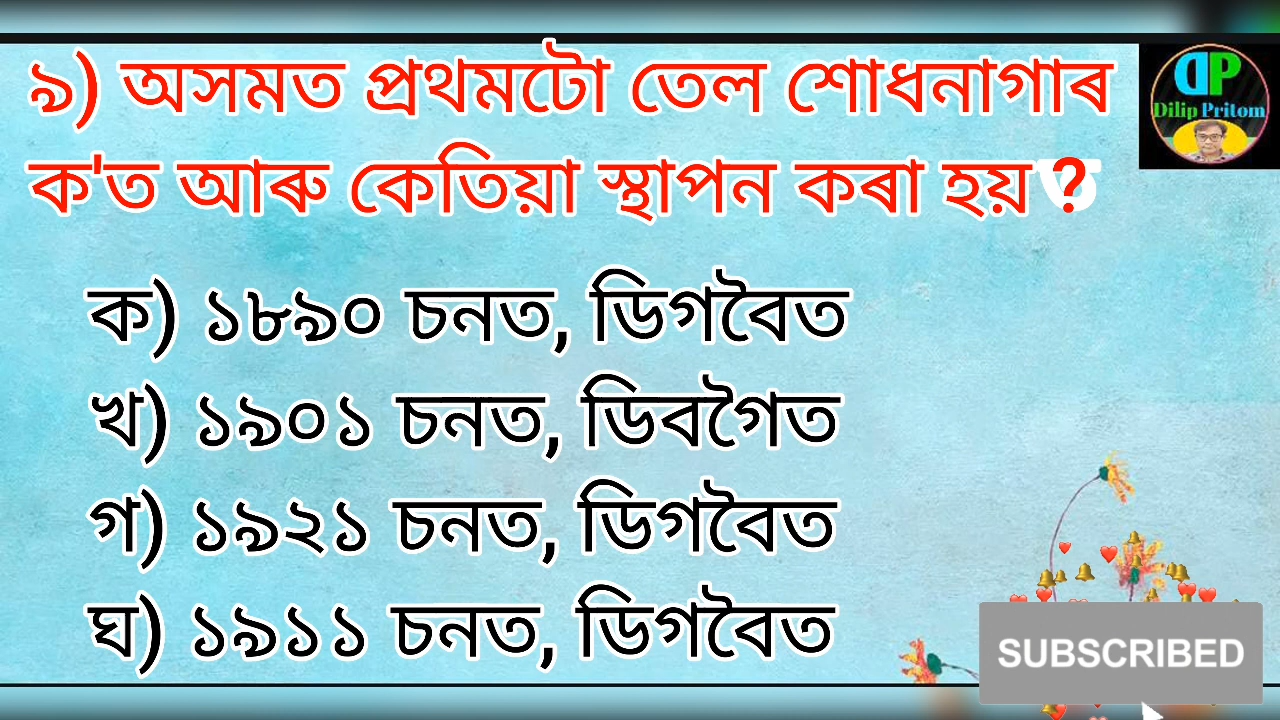 ৯) অসমত প্ৰথমটো তেল শোধনাগাৰ
ক'ত আৰু কেতিয়া স্থাপন কৰা হয় ?
ক) ১৮৯০ চনত, ডিগবৈত
খ) ১৯০১ চনত, ডিবগৈত
গ) ১৯২১ চনত, ডিগবৈত
ঘ) ১৯১১ চনত, ডিগবৈত
DP
Dilip Pritom
SUBSCRIBED